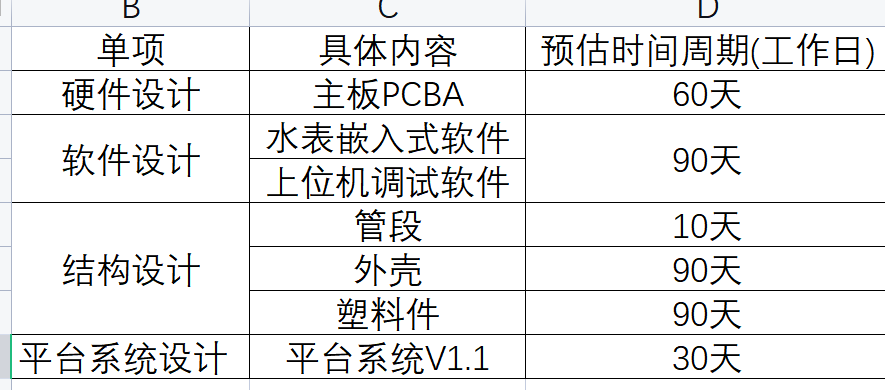 B C D
单项 具体内容 预估时间周期(工作日)
硬件设计 主板PCBA 60天
软件设计 水表嵌入式软件 90天
上位机调试软件
结构设计 管段 10天
外壳 90天
塑料件 90天
平台系统设计 平台系统V1.1 30天